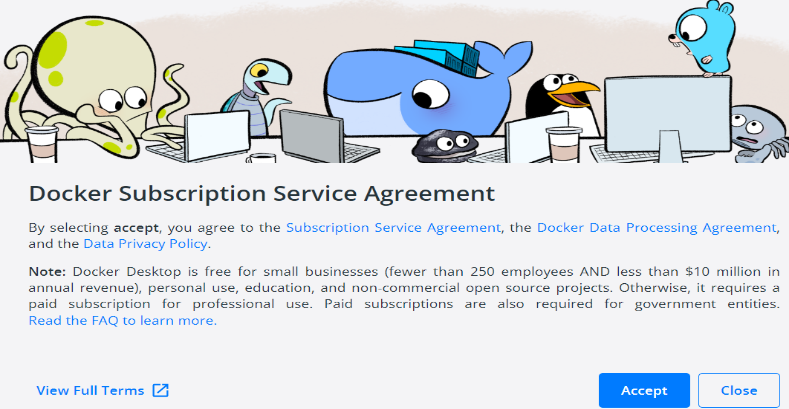 Docker Subscription Service Agreement
By selecting accept, you agree to the Subscription Service Agreement, the Docker Data Processing Agreement,
and the Data Privacy Policy.
Note: Docker Desktop is free for small businesses (fewer than 250 employees AND less than $10 million in
annual revenue), personal use, education, and non-commercial open source projects. Otherwise, it requires a
paid subscription for professional use. Paid subscriptions are also required for government entities.
Read the FAQ to learn more.
View Full Terms
Accept
Close